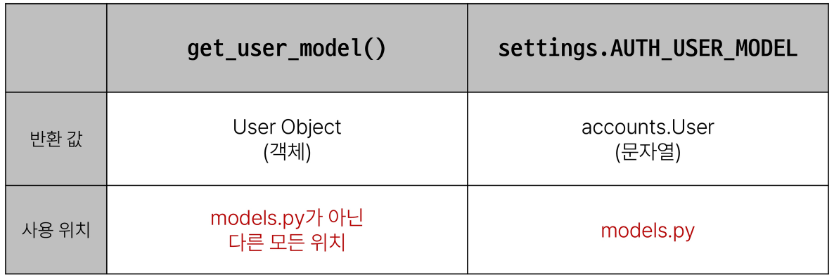 get_user_model()
settings.AUTH_USER_MODEL
반환 값
User Object
(객체)
accounts.User
(문자열)
사용 위치
models.py가 아닌
다른 모든 위치
models.py